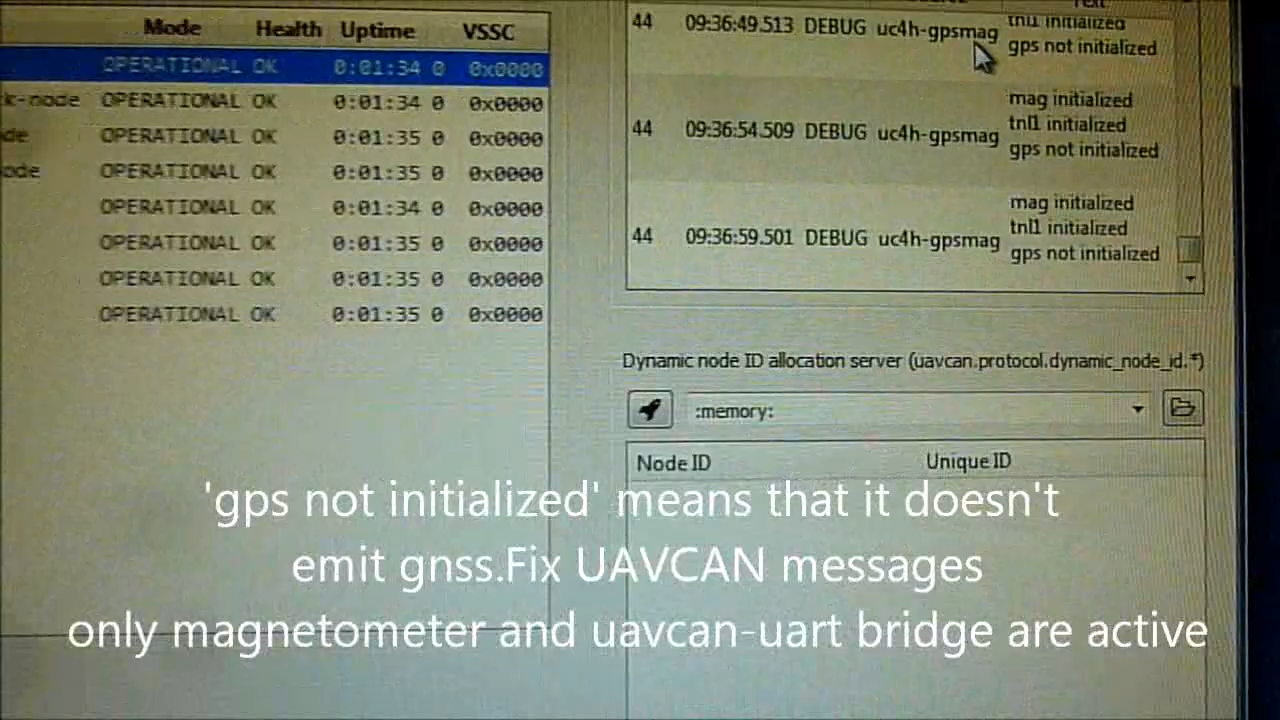 Mode Health Uptime VSSC
OPERATIONAL OK 0:01:34 0 0x0000
OPERATIONAL OK 0:01:34 0 0x0000
OPERATIONAL OK 0:01:35 0 0x0000
OPERATIONAL OK 0:01:35 0 0x0000
OPERATIONAL OK 0:01:34 0 0x0000
OPERATIONAL OK 0:01:35 0 0x0000
OPERATIONAL OK 0:01:35 0 0x0000
OPERATIONAL OK 0:01:35 0 0x0000
44 09:36:49.513 DEBUG uc4h-gpsmag
tnl1 initialized
gps not initialized
44 09:36:54.509 DEBUG uc4h-gpsmag
mag initialized
tnl1 initialized
gps not initialized
44 09:36:59.501 DEBUG uc4h-gpsmag
mag initialized
tnl1 initialized
gps not initialized
Dynamic node ID allocation server (uavcan.protocol.dynamic_node_id.*)
:memory:
Node ID Unique ID
'gps not initialized' means that it doesn't
emit gnss.Fix UAVCAN messages
only magnetometer and uavcan-uart bridge are active